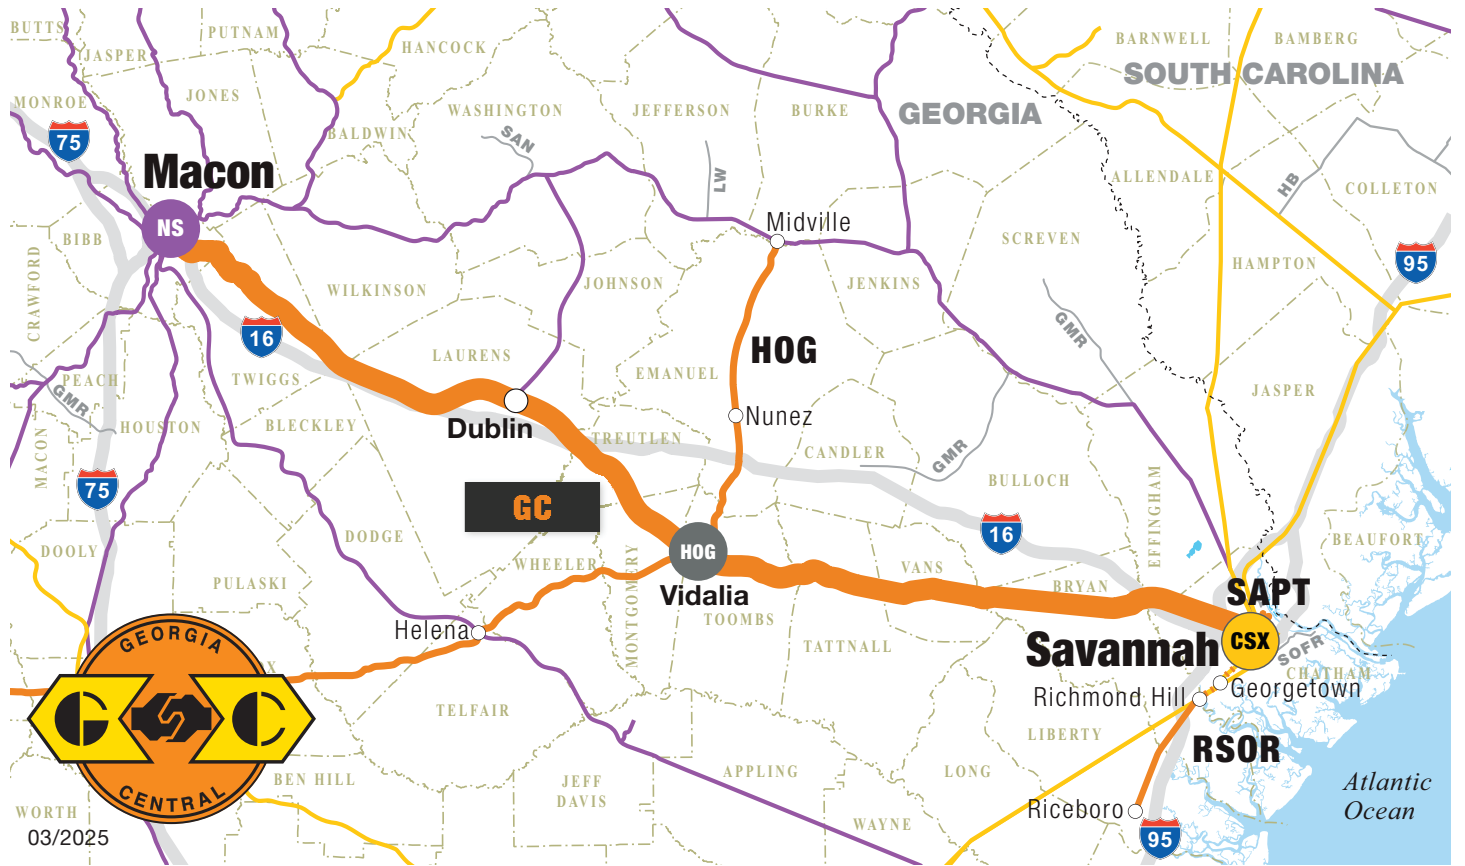 BUTTS
PUTNAM
HANCOCK
BARNWELL
BAMBERG
JASPER
SOUTH CAROLINA
MONROE
JONES
WASHINGTON
JEFFERSON
BURKE
GEORGIA
75
BALDWIN
SAN
Macon
LW
ALLENDALE
HB
COLLETON
NS
Midville
BIBB
SCREVEN
95
HAMPTON
CRAWFORD
WILKINSON
JOHNSON
JENKINS
16
GMR
HOG
LAURENS
PEACH
TWIGGS
EMANUEL
JASPER
GMR
Dublin
Nunez
HOUSTON
BLECKLEY
TREUTLEN
CANDLER
GMR
MACON
75
BULLOCH
GC
EFFINGHAM
16
DOOLY
DODGE
BEAUFORT
WHEELER
HOG
VANS
PULASKI
MONTGOMERY
Vidalia
BRYAN
SAPT
TOOMBS
Helena
TATTNALL
Savannah
CSX
SOFR
GEORGIA
X
CHATHAM
Georgetown
Richmond Hill
G C
TELFAIR
LIBERTY
RSOR
BEN HILL
JEFF
DAVIS
APPLING
LONG
Atlantic
Ocean
CENTRAL
WORTH
WAYNE
Riceboro
95
03/2025